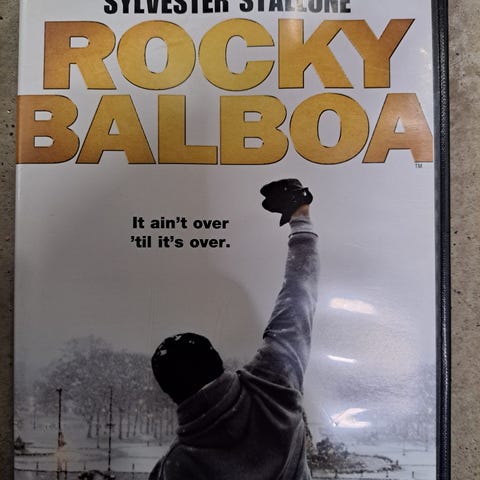 SYLVESTER STALLONE
ROCKY
BALBOA
TM
It ain't over
'til it's over.